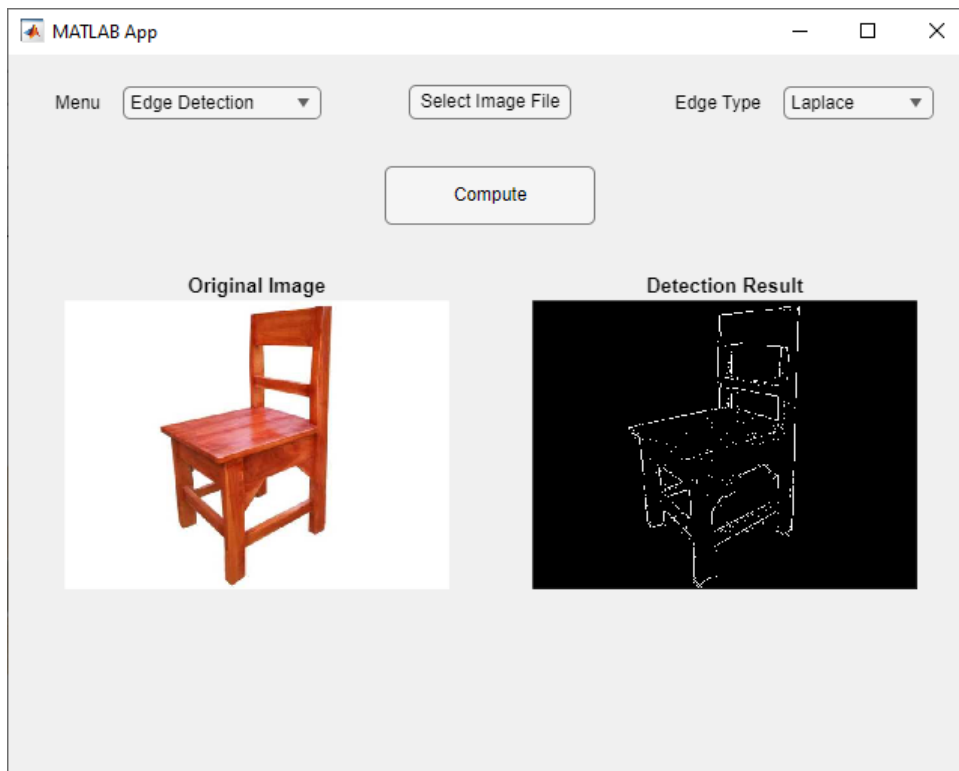 MATLAB App
Menu Edge Detection Select Image File Edge Type Laplace
Compute
Original Image Detection Result